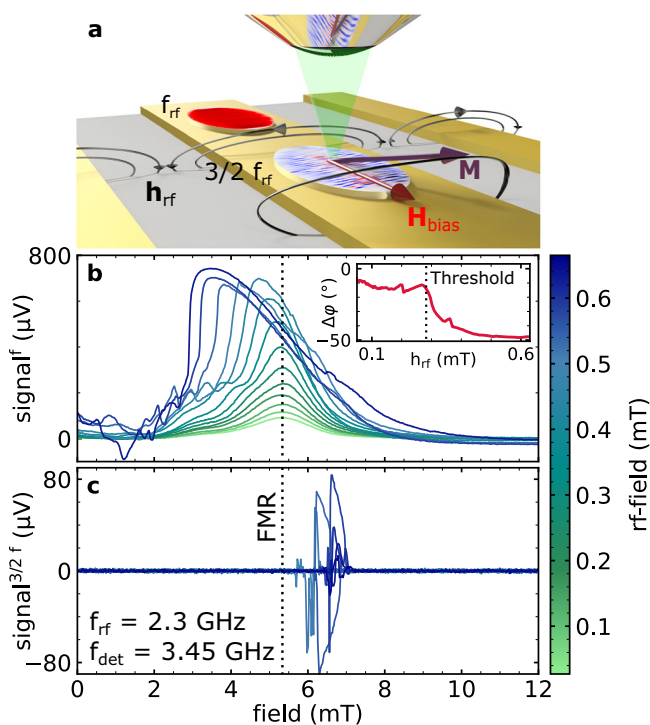 a
f_rf
3/2 f_rf
h_rf
M
H_bias
b
800
400
0
signal^f (μV)
Threshold
0
−50
Δφ (°)
0.1
0.6
h_rf (mT)
c
80
0
−80
signal^3/2 f (μV)
FMR
f_rf = 2.3 GHz
f_det = 3.45 GHz
0
2
4
6
8
10
12
field (mT)
0.6
0.5
0.4
0.3
0.2
0.1
rf-field (mT)